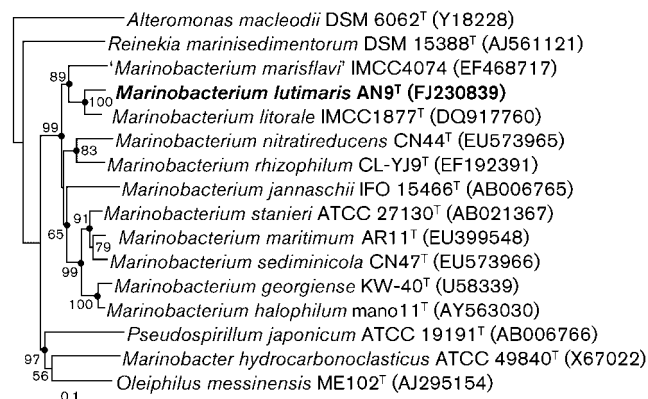 Alteromonas macleodii DSM 6062ᵀ (Y18228)
Reinekia marinisedimentorum DSM 15388ᵀ (AJ561121)
‘Marinobacterium marisflavi’ IMCC4074 (EF468717)
89
Marinobacterium lutimaris AN9ᵀ (FJ230839)
100
Marinobacterium litorale IMCC1877ᵀ (DQ917760)
99
Marinobacterium nitratireducens CN44ᵀ (EU573965)
83
Marinobacterium rhizophilum CL-YJ9ᵀ (EF192391)
Marinobacterium jannaschii IFO 15466ᵀ (AB006765)
Marinobacterium stanieri ATCC 27130ᵀ (AB021367)
91
65
Marinobacterium maritimum AR11ᵀ (EU399548)
79
Marinobacterium sediminicola CN47ᵀ (EU573966)
99
Marinobacterium georgiense KW-40ᵀ (U58339)
100
Marinobacterium halophilum mano11ᵀ (AY563030)
Pseudospirillum japonicum ATCC 19191ᵀ (AB006766)
97
Marinobacter hydrocarbonoclasticus ATCC 49840ᵀ (X67022)
56
Oleiphilus messinensis ME102ᵀ (AJ295154)
0.1